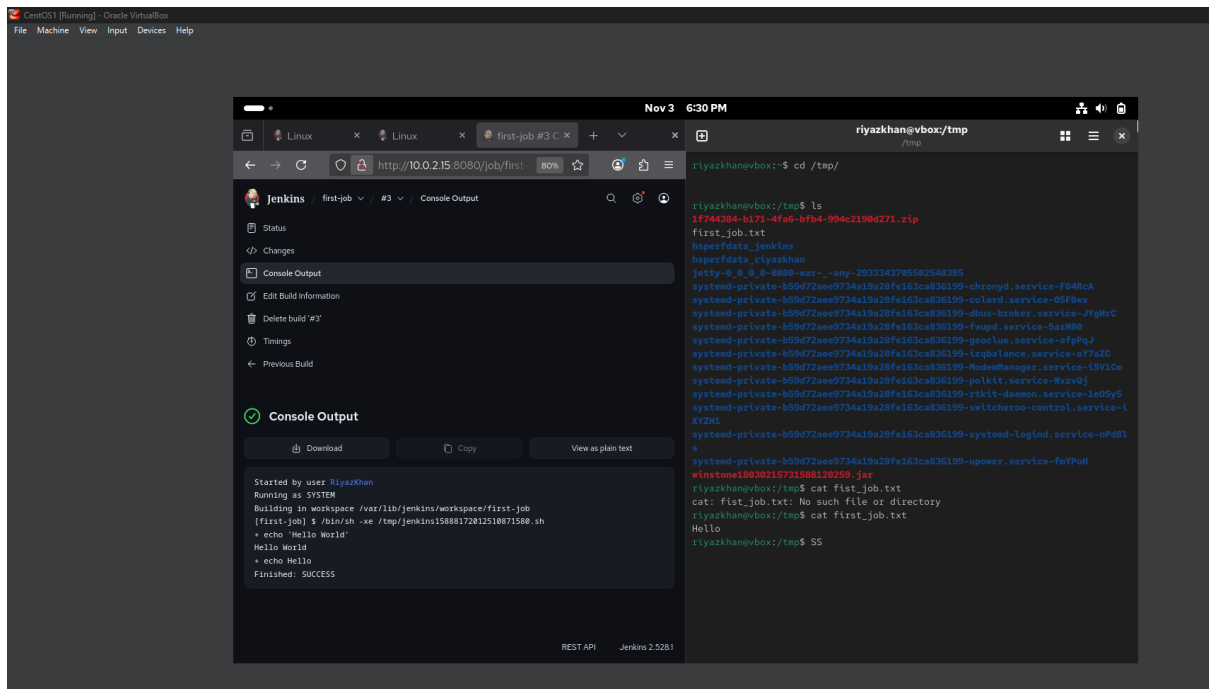 CentOS1 [Running] - Oracle VirtualBox
File Machine View Input Devices Help
Nov 3 6:30 PM
Linux × Linux × first-job #3 C × + ×
http://10.0.2.15:8080/job/first- 80%
Jenkins / first-job / #3 / Console Output
Status
</> Changes
Console Output
Edit Build Information
Delete build '#3'
Timings
Previous Build
Console Output
Download Copy View as plain text
Started by user RiyazKhan
Running as SYSTEM
Building in workspace /var/lib/jenkins/workspace/first-job
[first-job] $ /bin/sh -xe /tmp/jenkins15888172012510871580.sh
+ echo 'Hello World'
Hello World
+ echo Hello
Finished: SUCCESS
REST API Jenkins 2.528.1
riyazkhan@vbox:/tmp
/tmp
riyazkhan@vbox:~$ cd /tmp/
riyazkhan@vbox:/tmp$ ls
1f744384-b171-4fa6-bfb4-994c2190d271.zip
first_job.txt
hsperfdata_jenkins
hsperfdata_riyazkhan
jetty-0_0_0_0-8080-war-_-any-2933343705502548385
systemd-private-b59d72aee9734a19a28fe163ca836199-chronyd.service-FG4RcA
systemd-private-b59d72aee9734a19a28fe163ca836199-colord.service-O5FGwx
systemd-private-b59d72aee9734a19a28fe163ca836199-dbus-broker.service-JYgHrC
systemd-private-b59d72aee9734a19a28fe163ca836199-fwupd.service-5azN80
systemd-private-b59d72aee9734a19a28fe163ca836199-geoclue.service-afpPqJ
systemd-private-b59d72aee9734a19a28fe163ca836199-irqbalance.service-oY7aZC
systemd-private-b59d72aee9734a19a28fe163ca836199-ModemManager.service-i5V1Cm
systemd-private-b59d72aee9734a19a28fe163ca836199-polkit.service-WxrvQj
systemd-private-b59d72aee9734a19a28fe163ca836199-rtkit-daemon.service-1eO5y5
systemd-private-b59d72aee9734a19a28fe163ca836199-switcheroo-control.service-i
XYZH1
systemd-private-b59d72aee9734a19a28fe163ca836199-systemd-logind.service-nPd8l
s
systemd-private-b59d72aee9734a19a28fe163ca836199-upower.service-fmYPoH
winstone18030215731588120259.jar
riyazkhan@vbox:/tmp$ cat fist_job.txt
cat: fist_job.txt: No such file or directory
riyazkhan@vbox:/tmp$ cat first_job.txt
Hello
riyazkhan@vbox:/tmp$ SS